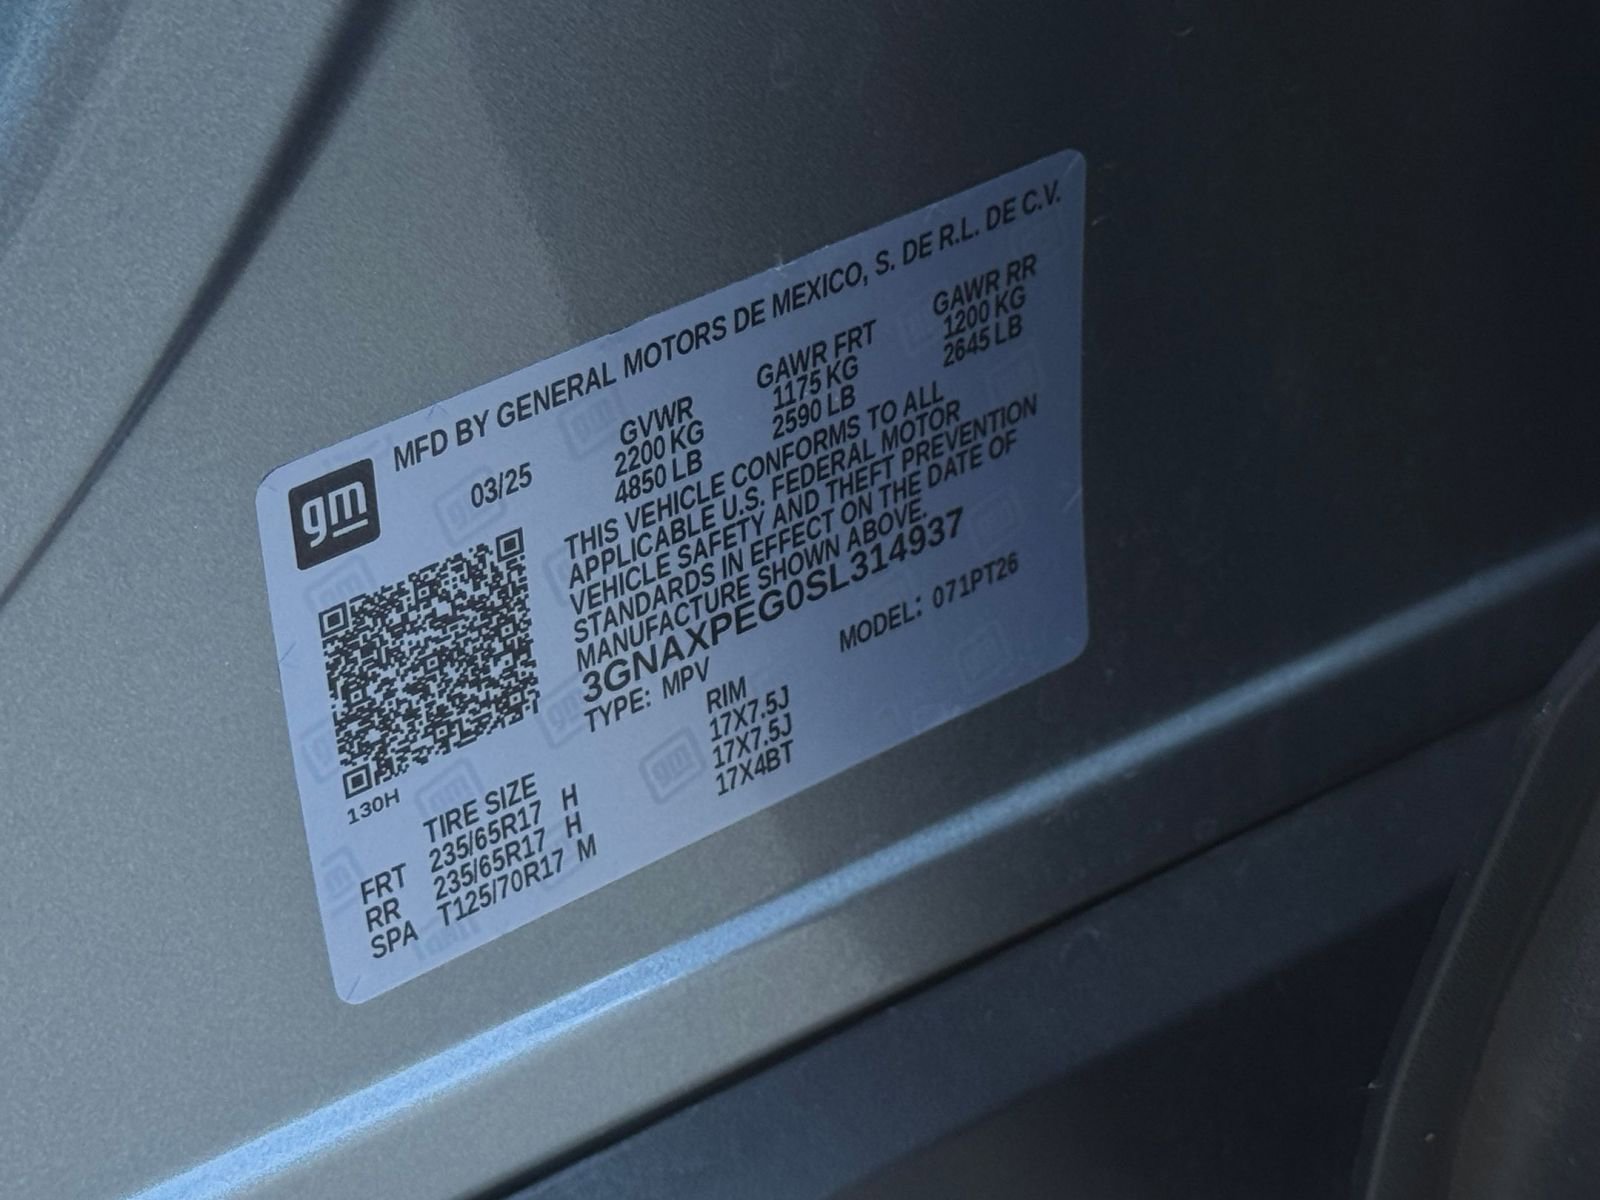 gm
MFD BY GENERAL MOTORS DE MEXICO, S. DE R.L. DE C.V.
03/25
GVWR GAWR FRT GAWR RR
2200 KG 1175 KG 1200 KG
4850 LB 2590 LB 2645 LB
THIS VEHICLE CONFORMS TO ALL
APPLICABLE U.S. FEDERAL MOTOR
VEHICLE SAFETY AND THEFT PREVENTION
STANDARDS IN EFFECT ON THE DATE OF
MANUFACTURE SHOWN ABOVE.
3GNAXPEG0SL314937
TYPE: MPV MODEL: 071PT26
130H
TIRE SIZE RIM
FRT 235/65R17 H 17X7.5J
RR 235/65R17 H 17X7.5J
SPA T125/70R17 M 17X4BT